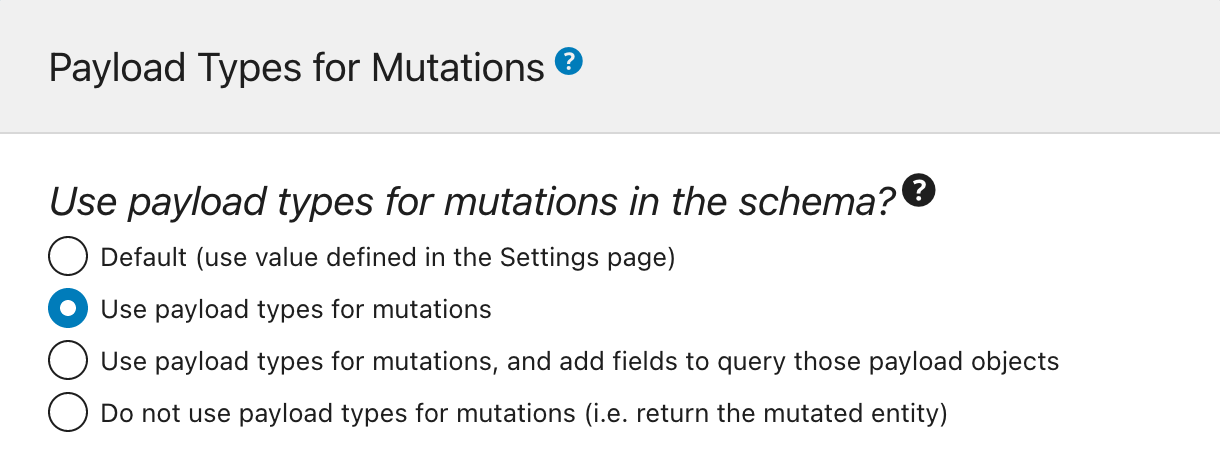 Payload Types for Mutations ?
Use payload types for mutations in the schema? ?
Default (use value defined in the Settings page)
Use payload types for mutations
Use payload types for mutations, and add fields to query those payload objects
Do not use payload types for mutations (i.e. return the mutated entity)